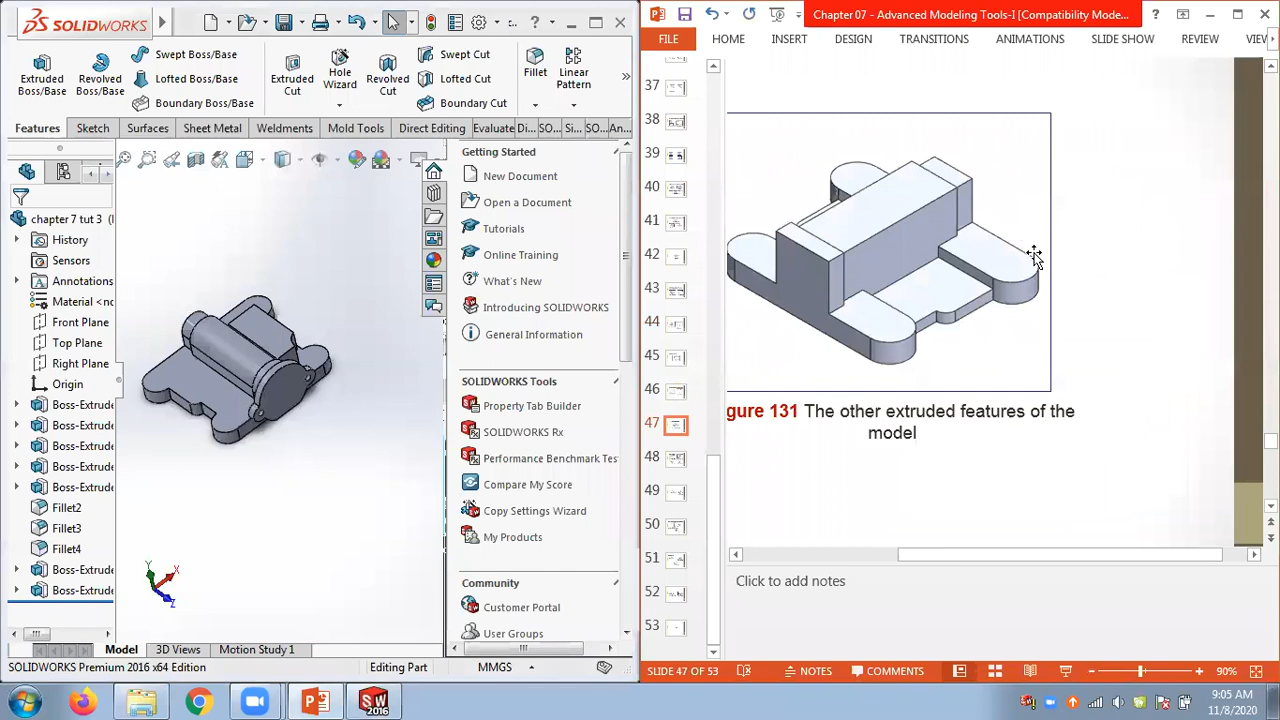 SOLIDWORKS
Extruded Boss/Base
Revolved Boss/Base
Swept Boss/Base
Lofted Boss/Base
Boundary Boss/Base
Extruded Cut
Hole Wizard
Revolved Cut
Swept Cut
Lofted Cut
Boundary Cut
Fillet
Linear Pattern
Features Sketch Surfaces Sheet Metal Weldments Mold Tools Direct Editing Evaluate Di... SO... Si... SO... An...
chapter 7 tut 3 (
History
Sensors
Annotations
Material <no
Front Plane
Top Plane
Right Plane
Origin
Boss-Extrude
Boss-Extrude
Boss-Extrude
Boss-Extrude
Boss-Extrude
Fillet2
Fillet3
Fillet4
Boss-Extrude
Boss-Extrude
Y
X
Z
Model 3D Views Motion Study 1
SOLIDWORKS Premium 2016 x64 Edition Editing Part MMGS
Getting Started
New Document
Open a Document
Tutorials
Online Training
What's New
Introducing SOLIDWORKS
General Information
SOLIDWORKS Tools
Property Tab Builder
SOLIDWORKS Rx
Performance Benchmark Tes
Compare My Score
Copy Settings Wizard
My Products
Community
Customer Portal
User Groups
Chapter 07 - Advanced Modeling Tools-I [Compatibility Mode...
FILE HOME INSERT DESIGN TRANSITIONS ANIMATIONS SLIDE SHOW REVIEW VIEW
37
38
39
40
41
42
43
44
45
46
47
48
49
50
51
52
53
gure 131 The other extruded features of the
model
Click to add notes
SLIDE 47 OF 53 NOTES COMMENTS 90%
SW 2016
9:05 AM
11/8/2020